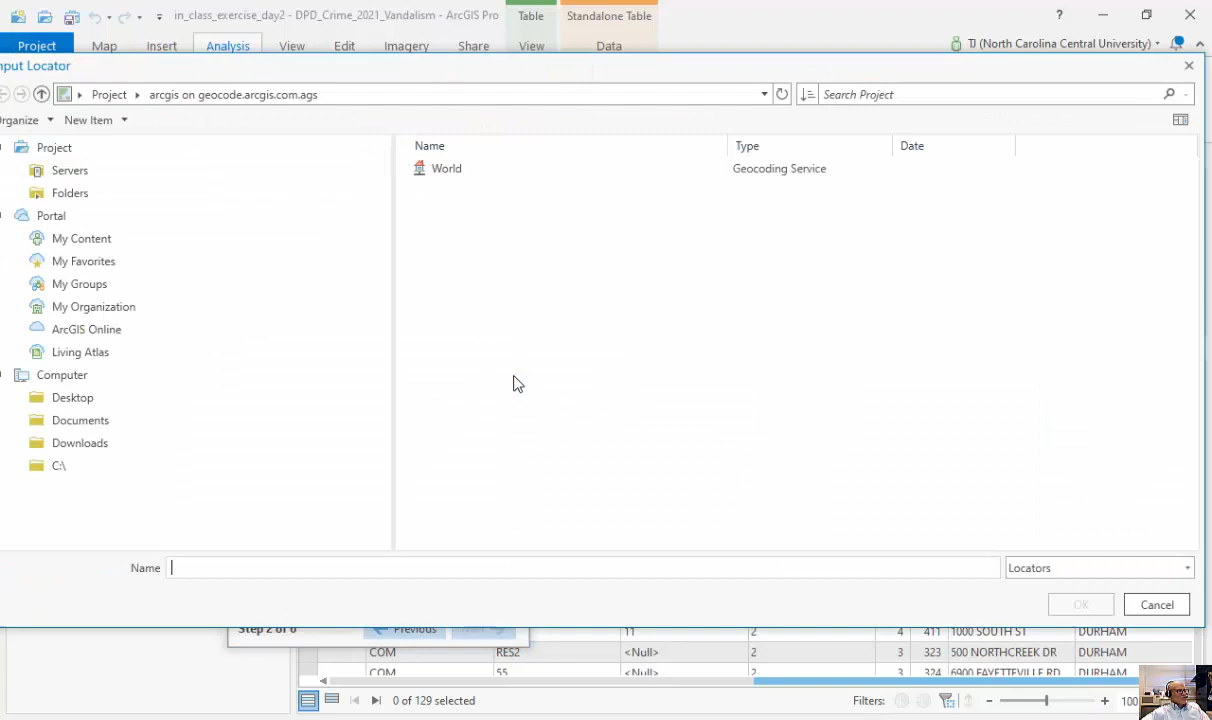 in_class_exercise_day2 - DPD_Crime_2021_Vandalism - ArcGIS Pro
Table
Standalone Table
?
Project
Map
Insert
Analysis
View
Edit
Imagery
Share
View
Data
TJ (North Carolina Central University)
nput Locator
Project
arcgis on geocode.arcgis.com.ags
Search Project
rganize
New Item
Name
Type
Date
World
Geocoding Service
Project
Servers
Folders
Portal
My Content
My Favorites
My Groups
My Organization
ArcGIS Online
Living Atlas
Computer
Desktop
Documents
Downloads
C:\
Name
Locators
OK
Cancel
Step 2 of 6
Previous
11
2
4
411
1000 SOUTH ST
DURHAM
COM
RES2
<Null>
2
3
323
500 NORTHCREEK DR
DURHAM
COM
55
<Null>
2
3
324
6900 FAYETTEVILLE RD
DURHAM
0 of 129 selected
Filters:
100